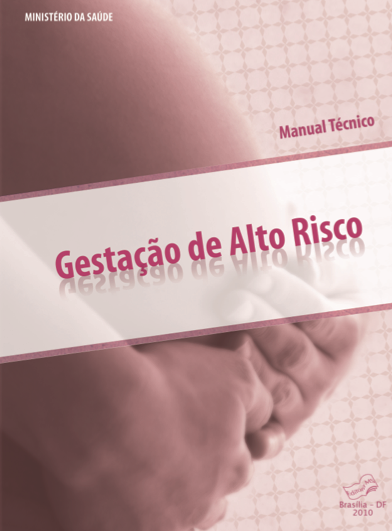 MINISTÉRIO DA SAÚDE
Manual Técnico
Gestação de Alto Risco
Brasília - DF
2010